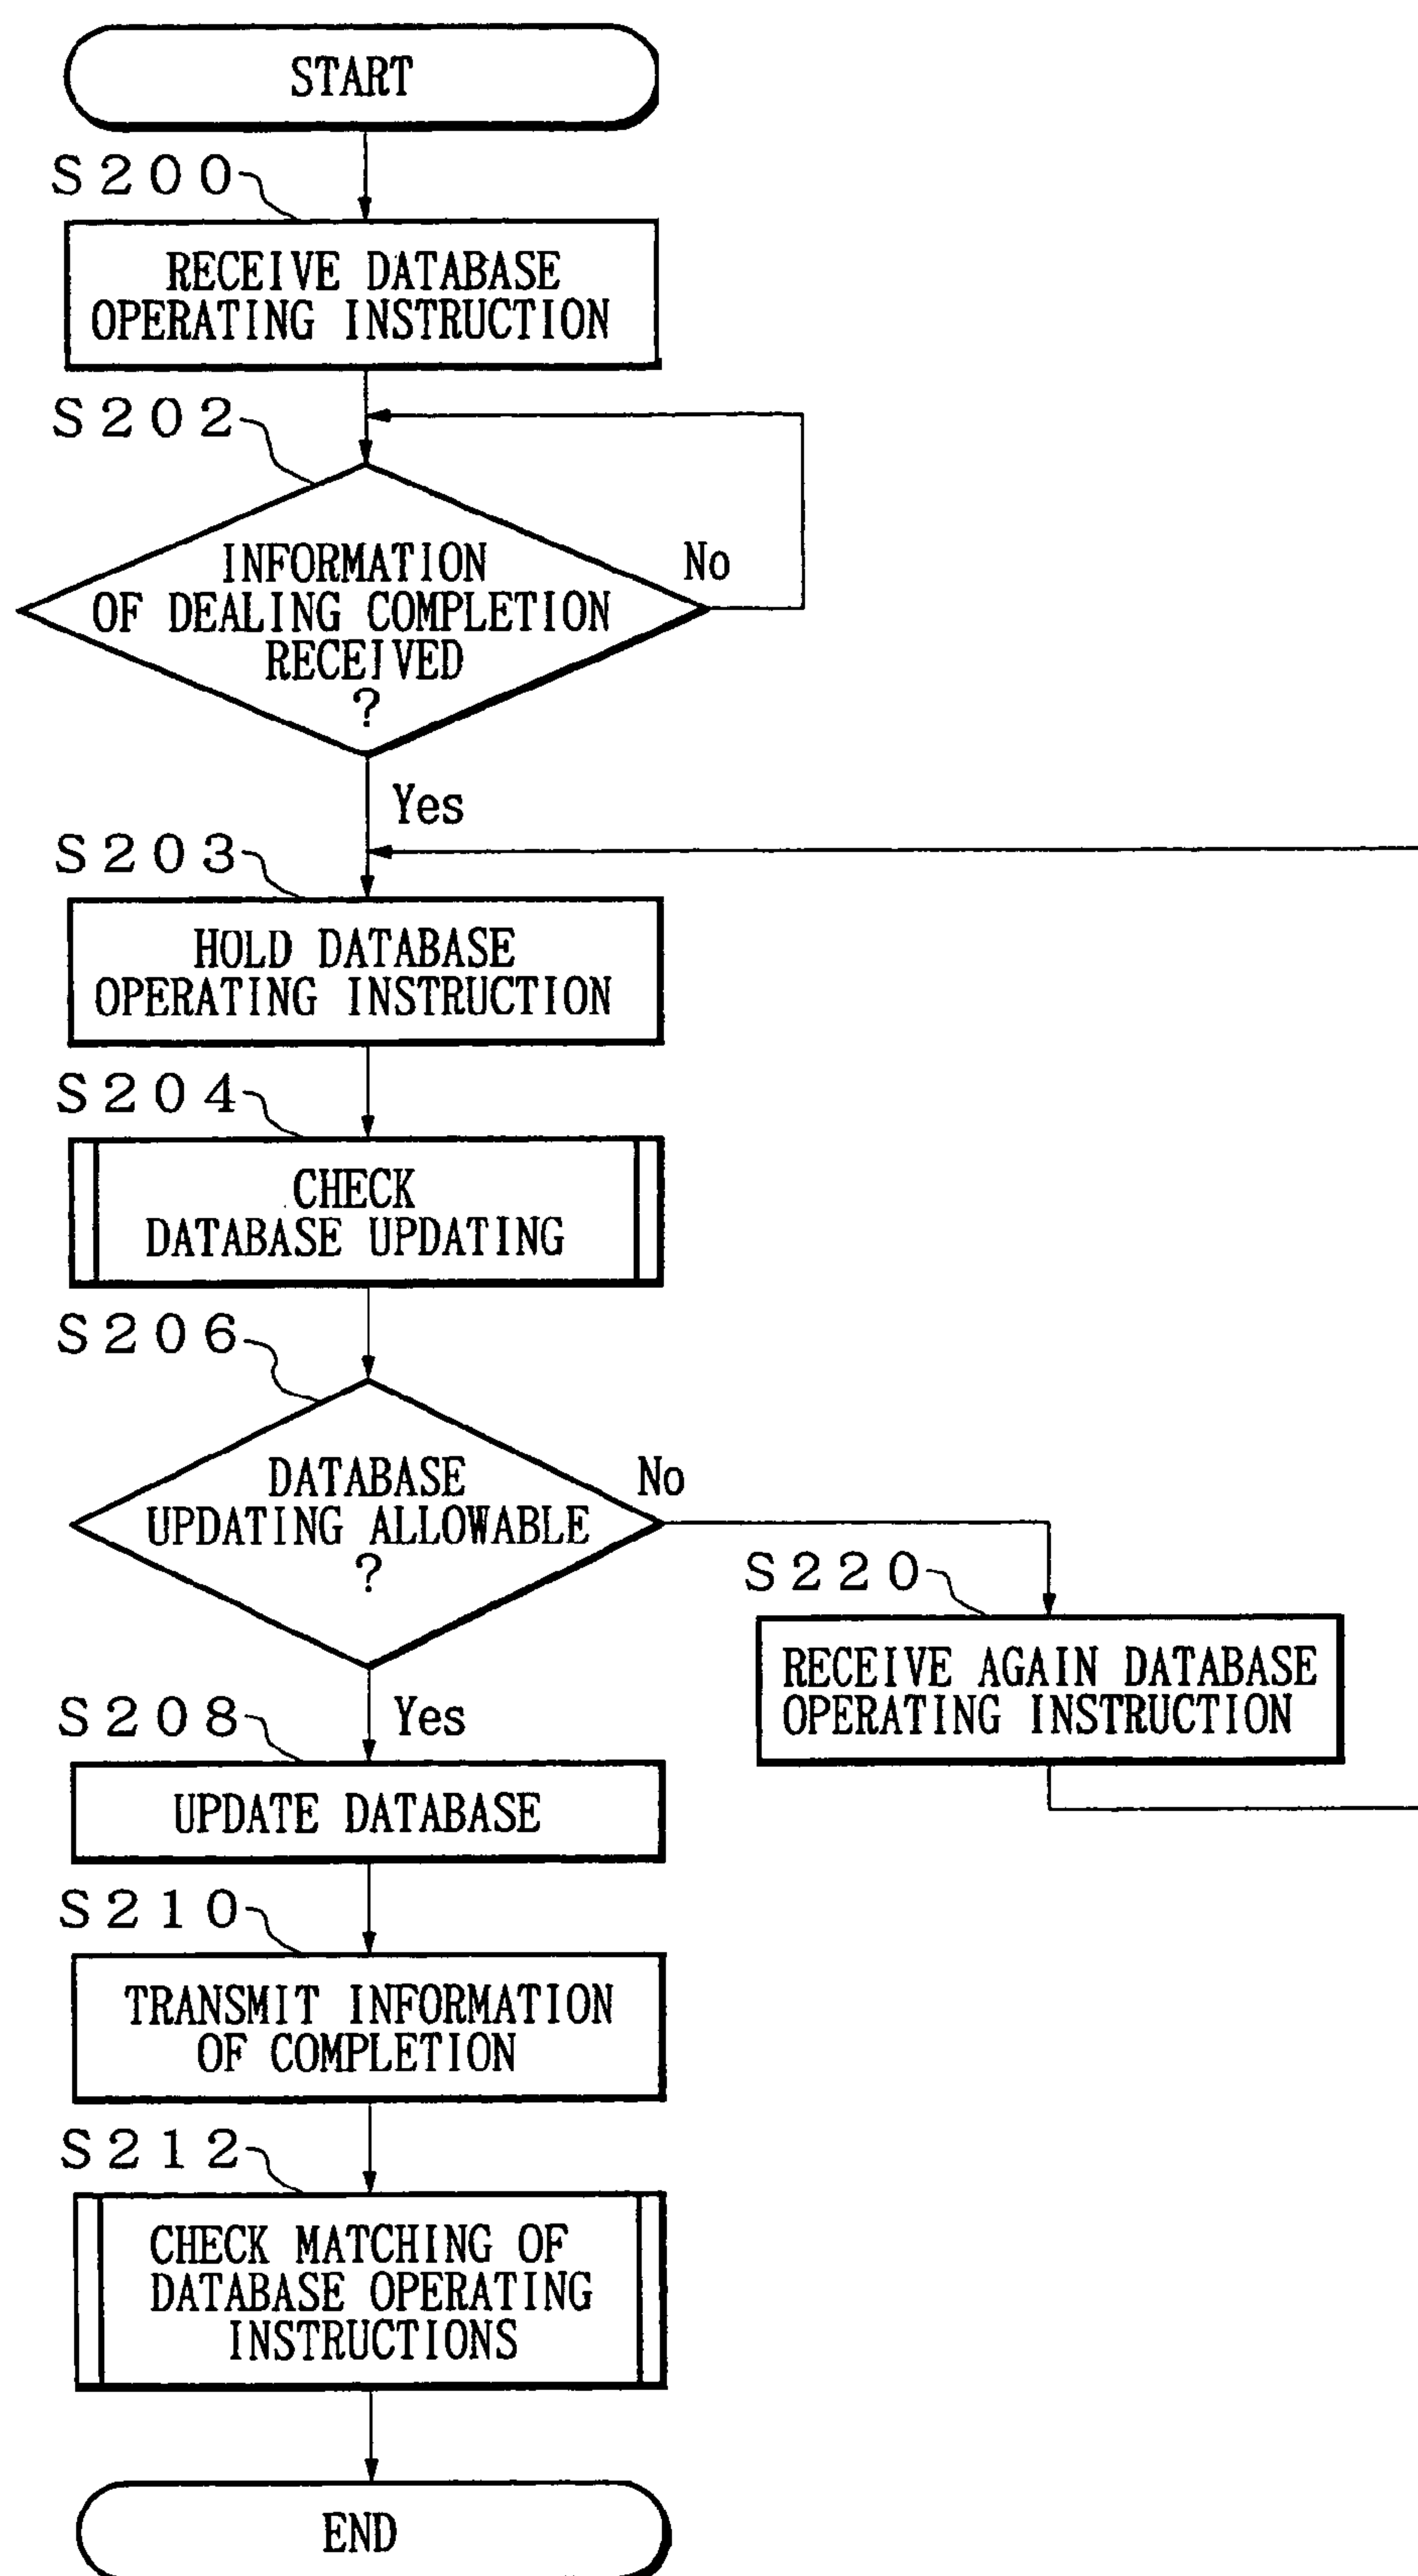 START
S200
RECEIVE DATABASE
OPERATING INSTRUCTION
S202
INFORMATION
OF DEALING COMPLETION
RECEIVED
?
No
Yes
S203
HOLD DATABASE
OPERATING INSTRUCTION
S204
CHECK
DATABASE UPDATING
S206
DATABASE
UPDATING ALLOWABLE
?
No
S220
RECEIVE AGAIN DATABASE
OPERATING INSTRUCTION
Yes
S208
UPDATE DATABASE
S210
TRANSMIT INFORMATION
OF COMPLETION
S212
CHECK MATCHING OF
DATABASE OPERATING
INSTRUCTIONS
END